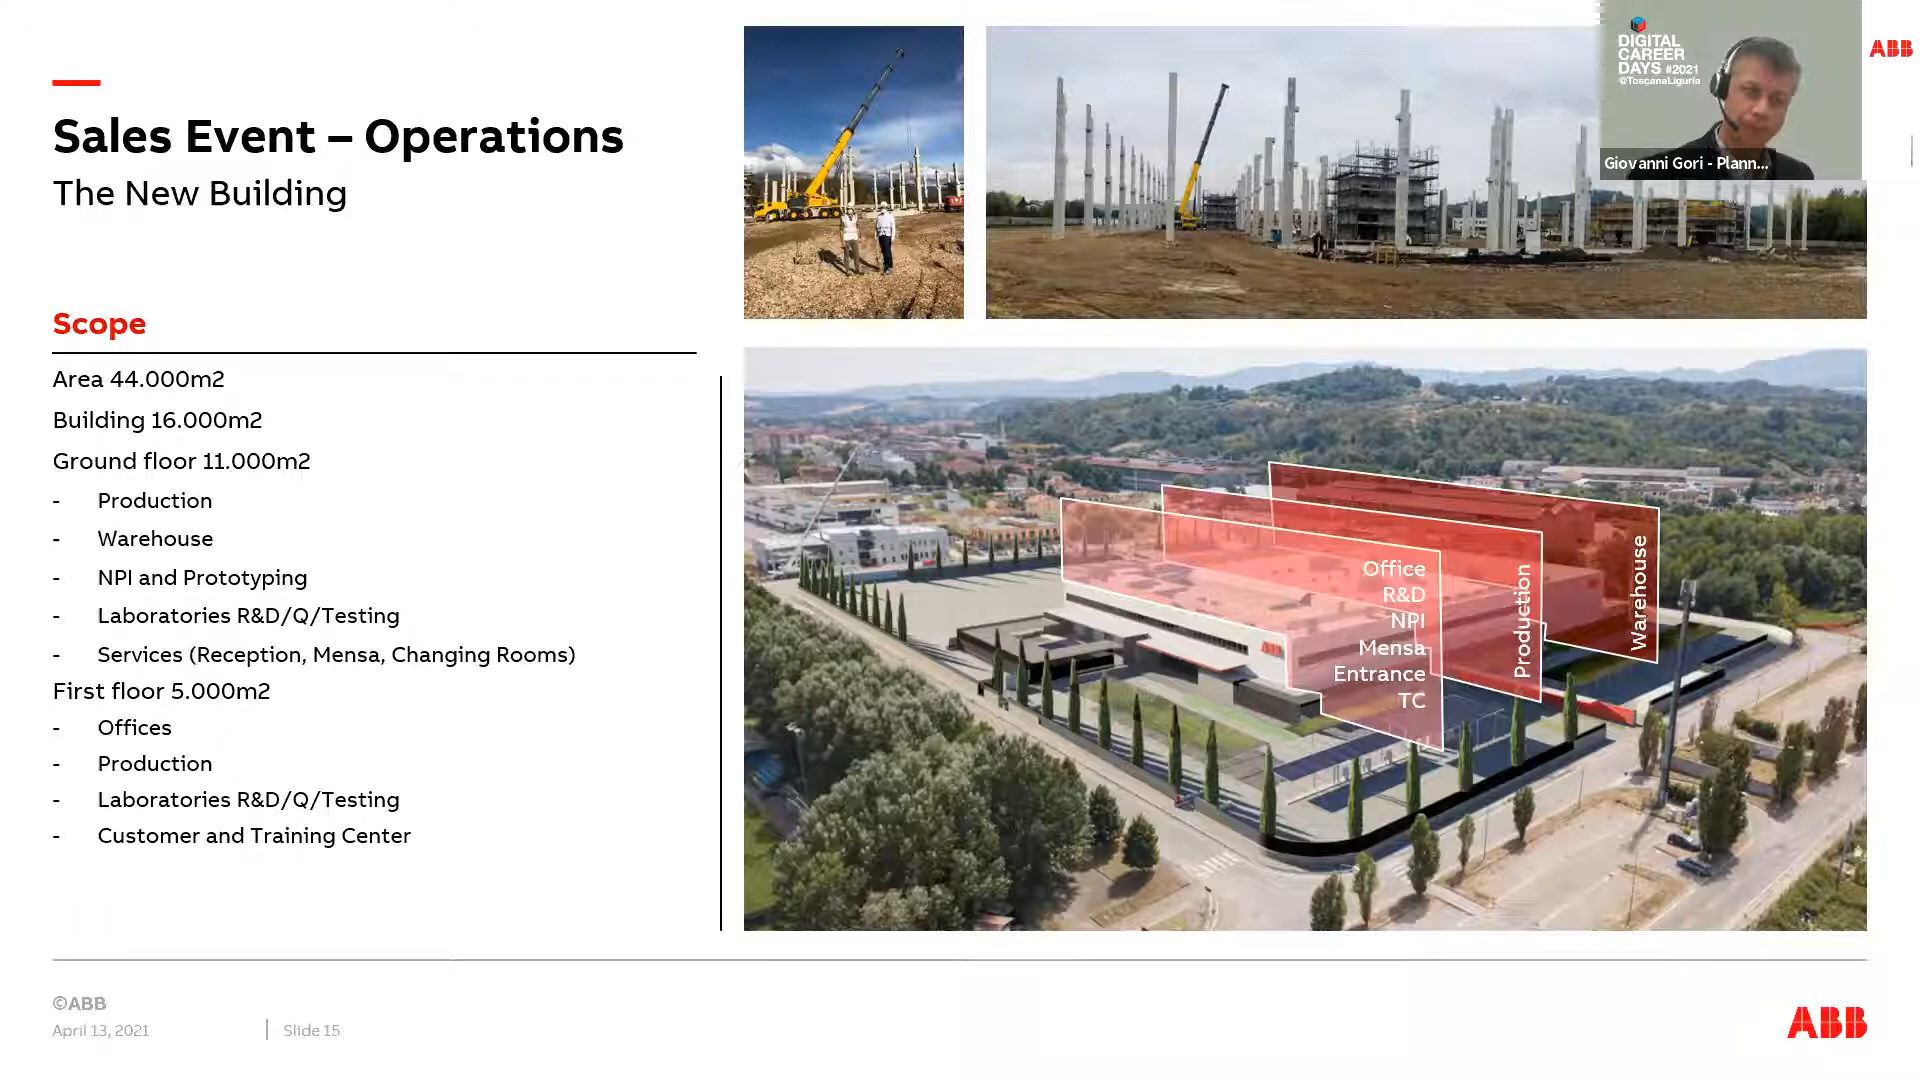 Sales Event – Operations
The New Building
Scope
Area 44.000m2
Building 16.000m2
Ground floor 11.000m2
- Production
- Warehouse
- NPI and Prototyping
- Laboratories R&D/Q/Testing
- Services (Reception, Mensa, Changing Rooms)
First floor 5.000m2
- Offices
- Production
- Laboratories R&D/Q/Testing
- Customer and Training Center
DIGITAL
CAREER
DAYS #2021
@ToscanaLiguria
Giovanni Gori - Plann...
ABB
Office
R&D
NPI
Mensa
Entrance
TC
Production
Warehouse
ABB
©ABB
April 13, 2021
Slide 15
ABB